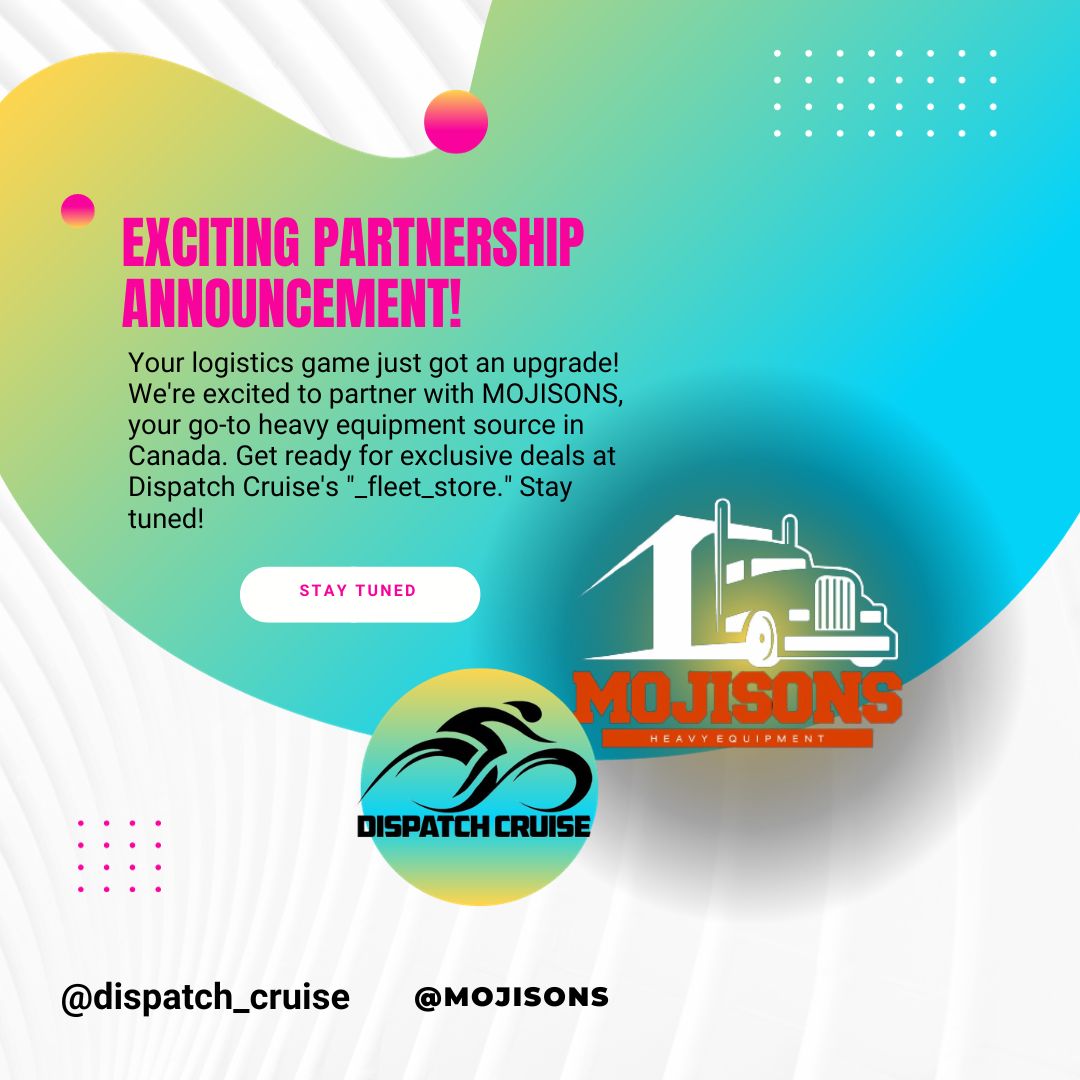 EXCITING PARTNERSHIP
ANNOUNCEMENT!
Your logistics game just got an upgrade!
We're excited to partner with MOJISONS,
your go-to heavy equipment source in
Canada. Get ready for exclusive deals at
Dispatch Cruise's "_fleet_store." Stay
tuned!
STAY TUNED
MOJISONS
HEAVY EQUIPMENT
DISPATCH CRUISE
@dispatch_cruise
@MOJISONS